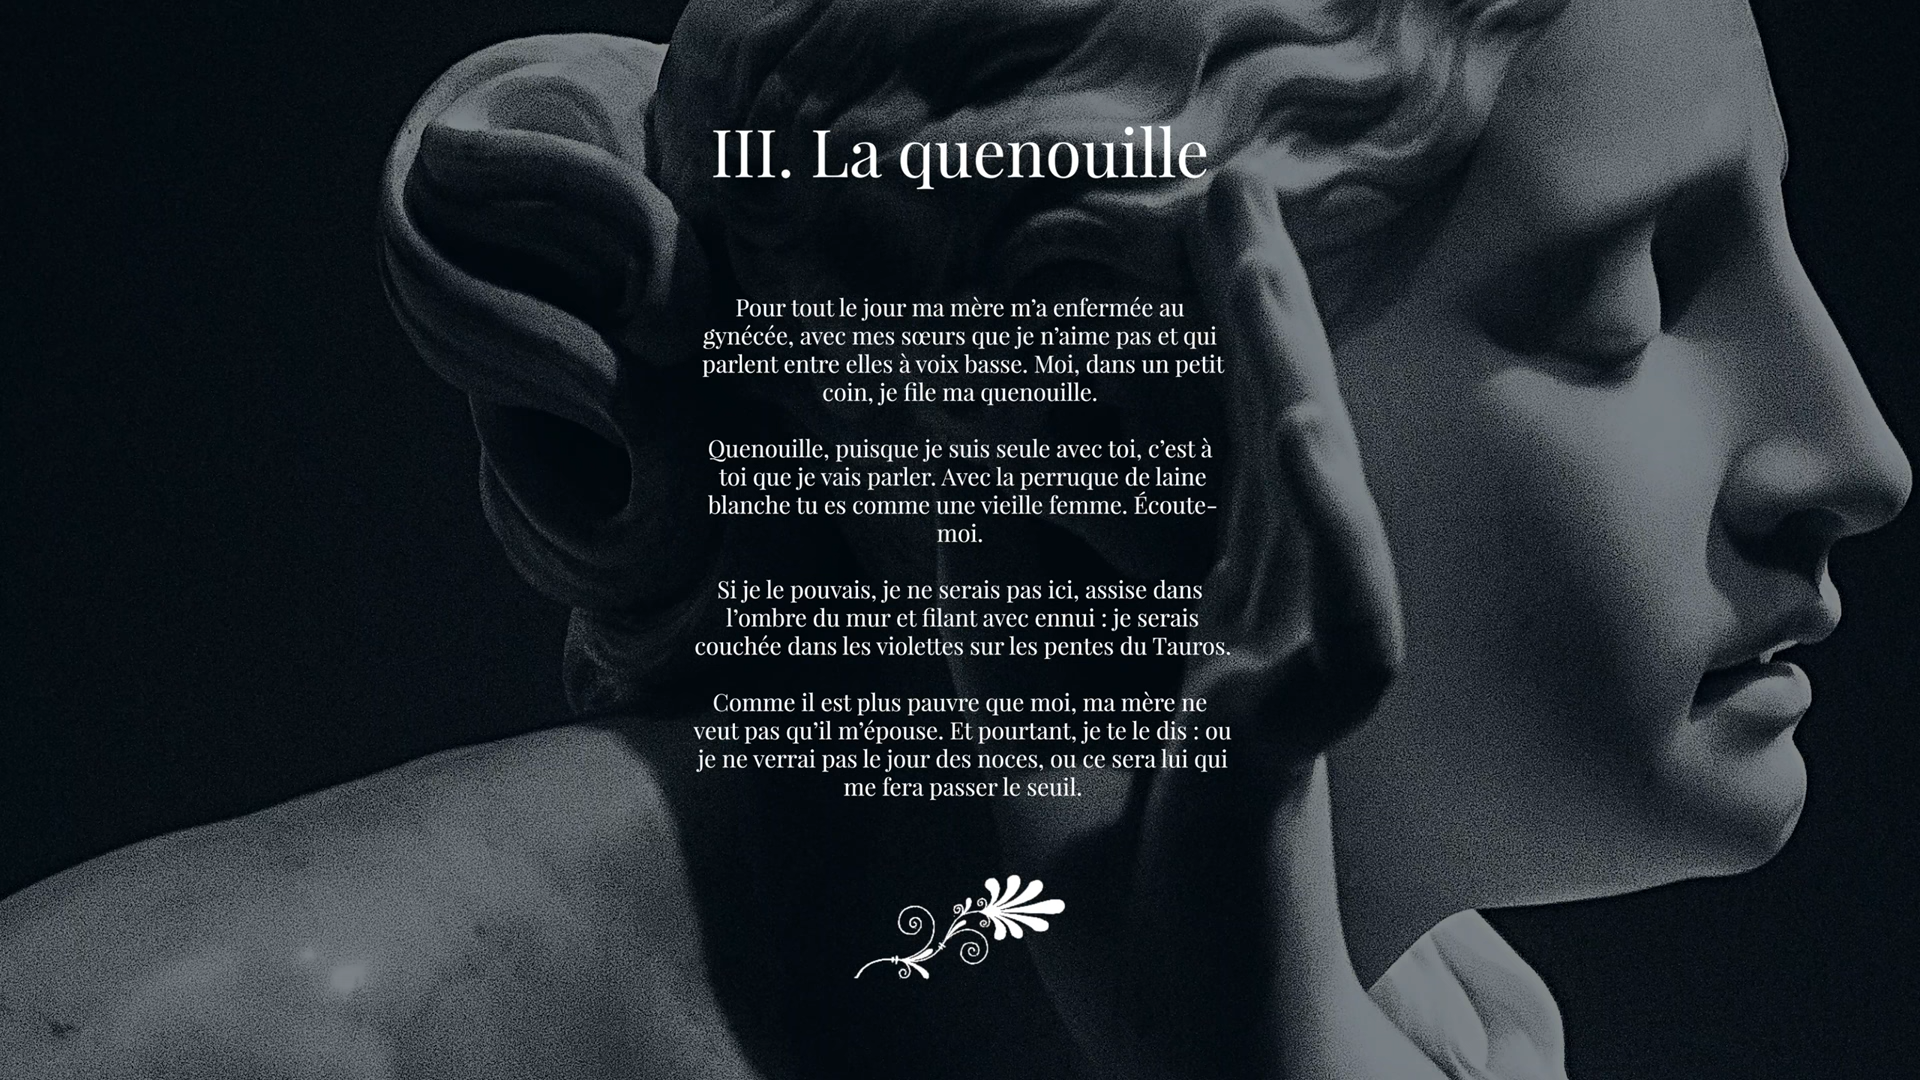 III. La quenouille
Pour tout le jour ma mère m’a enfermée au
gynécée, avec mes sœurs que je n’aime pas et qui
parlent entre elles à voix basse. Moi, dans un petit
coin, je file ma quenouille.
Quenouille, puisque je suis seule avec toi, c’est à
toi que je vais parler. Avec la perruque de laine
blanche tu es comme une vieille femme. Écoute-
moi.
Si je le pouvais, je ne serais pas ici, assise dans
l’ombre du mur et filant avec ennui : je serais
couchée dans les violettes sur les pentes du Tauros.
Comme il est plus pauvre que moi, ma mère ne
veut pas qu’il m’épouse. Et pourtant, je te le dis : ou
je ne verrai pas le jour des noces, ou ce sera lui qui
me fera passer le seuil.